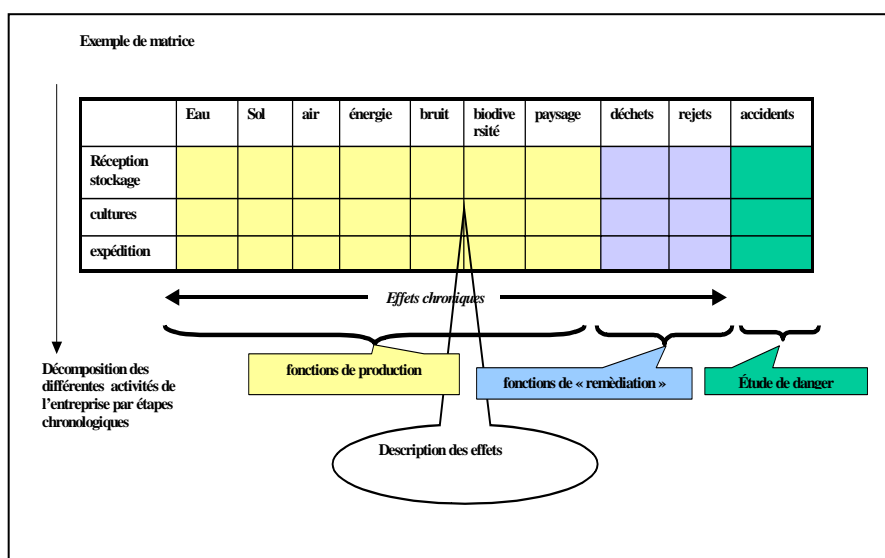 Exemple de matrice
Eau Sol air énergie bruit biodive paysage déchets rejets accidents
rsité
Réception
stockage
cultures
expédition
Effets chroniques
Décomposition des
différentes activités de
l'entreprise par étapes
chronologiques
fonctions de production
fonctions de « remèdiation »
Étude de danger
Description des effets